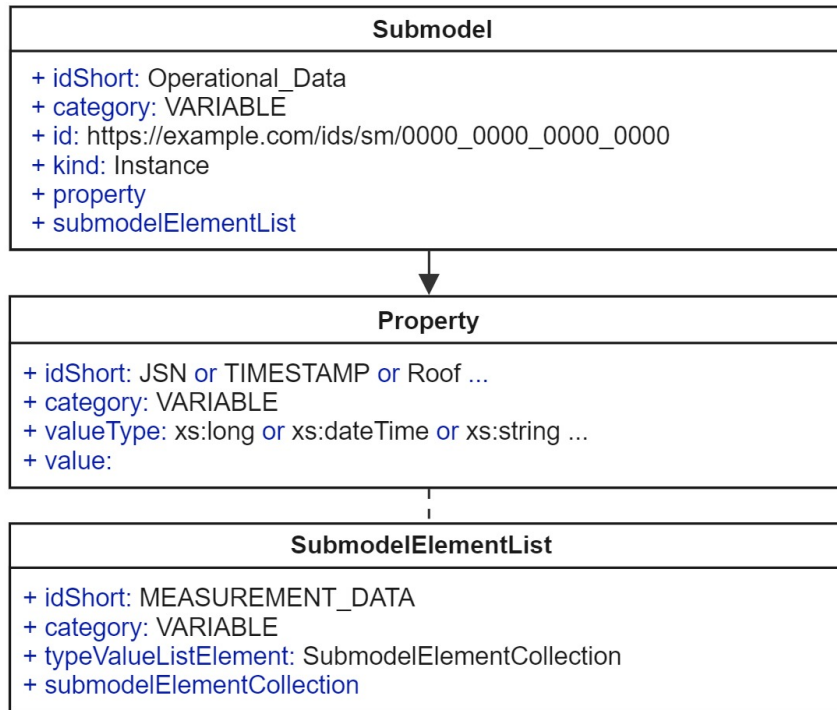 Submodel
+ idShort: Operational_Data
+ category: VARIABLE
+ id: https://example.com/ids/sm/0000_0000_0000_0000
+ kind: Instance
+ property
+ submodelElementList
Property
+ idShort: JSN or TIMESTAMP or Roof ...
+ category: VARIABLE
+ valueType: xs:long or xs:dateTime or xs:string ...
+ value:
SubmodelElementList
+ idShort: MEASUREMENT_DATA
+ category: VARIABLE
+ typeValueListElement: SubmodelElementCollection
+ submodelElementCollection